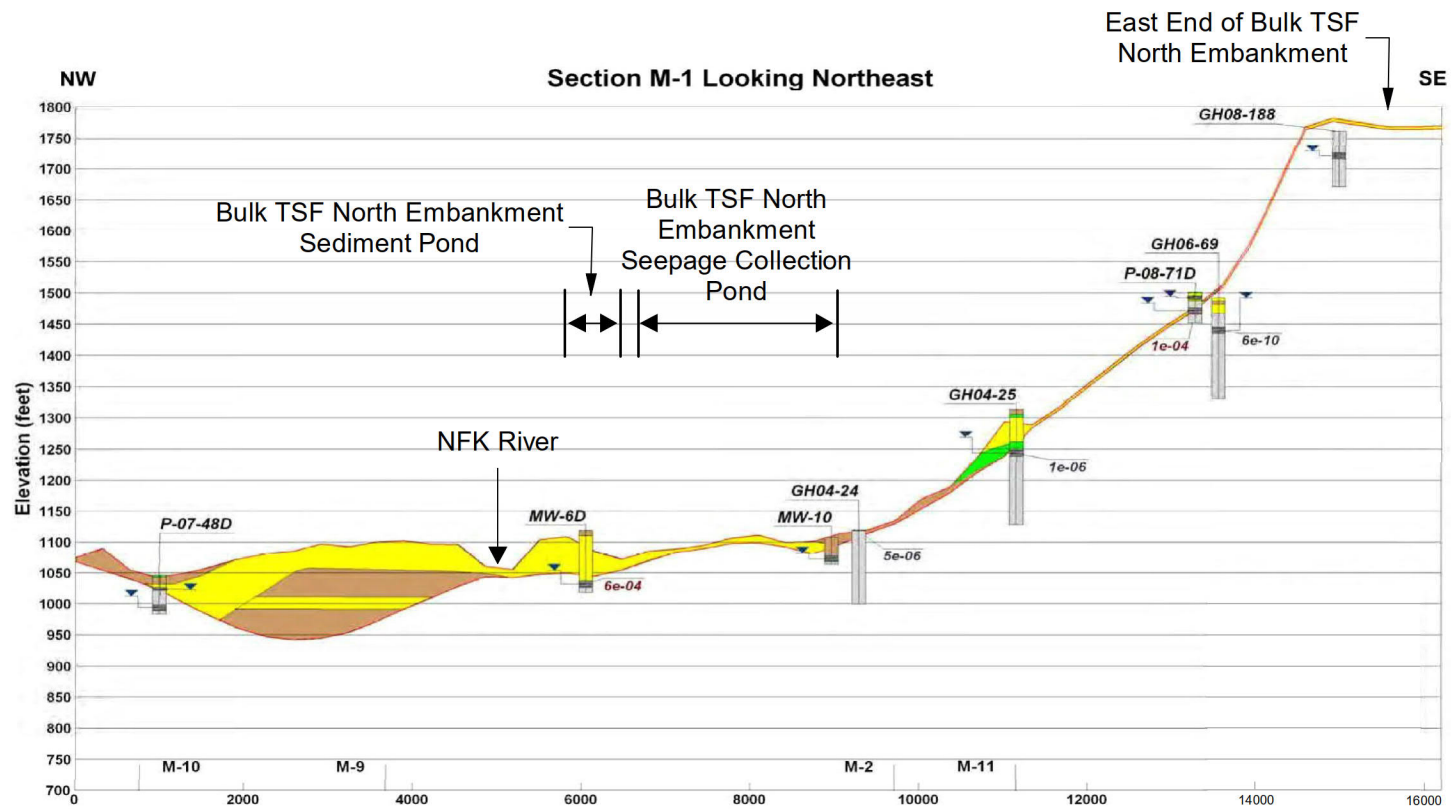 East End of Bulk TSF
North Embankment
NW
Section M-1 Looking Northeast
SE
1800
1750
1700
1650
1600
1550
1500
1450
1400
1350
1300
1250
1200
1150
1100
1050
1000
950
900
850
800
750
700
Elevation (feet)
GH08-188
Bulk TSF North Embankment
Sediment Pond
Bulk TSF North
Embankment
Seepage Collection
Pond
GH06-69
P-08-71D
1e-04
6e-10
GH04-25
1e-06
NFK River
GH04-24
MW-10
5e-06
P-07-48D
MW-6D
6e-04
M-10
M-9
M-2
M-11
0
2000
4000
6000
8000
10000
12000
14000
16000